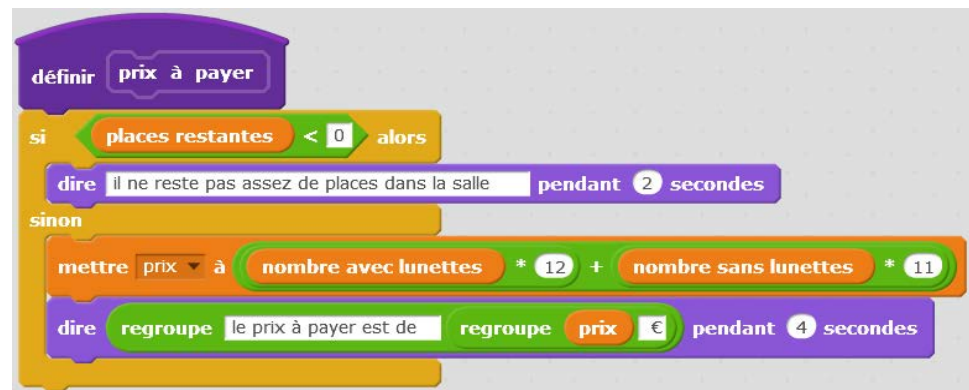 définir prix à payer
si places restantes < 0 alors
dire il ne reste pas assez de places dans la salle pendant 2 secondes
sinon
mettre prix à nombre avec lunettes * 12 + nombre sans lunettes * 11
dire regroupe le prix à payer est de regroupe prix € pendant 4 secondes